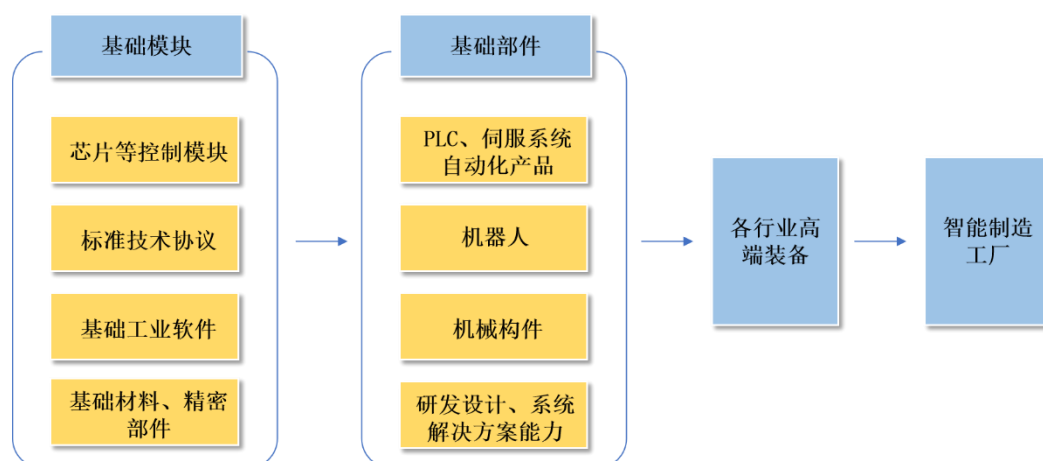 基础模块
芯片等控制模块
标准技术协议
基础工业软件
基础材料、精密
部件
基础部件
PLC、伺服系统
自动化产品
机器人
机械构件
研发设计、系统
解决方案能力
各行业高
端装备
智能制造
工厂